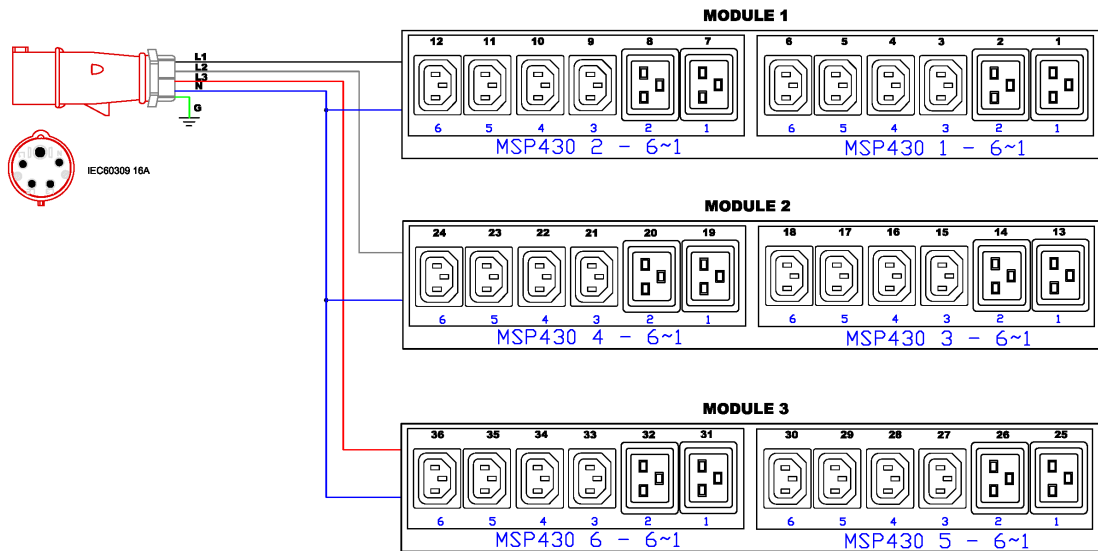 MODULE 1
12 11 10 9 8 7 6 5 4 3 2 1
L1
L2
L3
N
G
6 5 4 3 2 1 6 5 4 3 2 1
MSP430 2 - 6~1 MSP430 1 - 6~1
IEC60309 16A
MODULE 2
24 23 22 21 20 19 18 17 16 15 14 13
6 5 4 3 2 1 6 5 4 3 2 1
MSP430 4 - 6~1 MSP430 3 - 6~1
MODULE 3
36 35 34 33 32 31 30 29 28 27 26 25
6 5 4 3 2 1 6 5 4 3 2 1
MSP430 6 - 6~1 MSP430 5 - 6~1